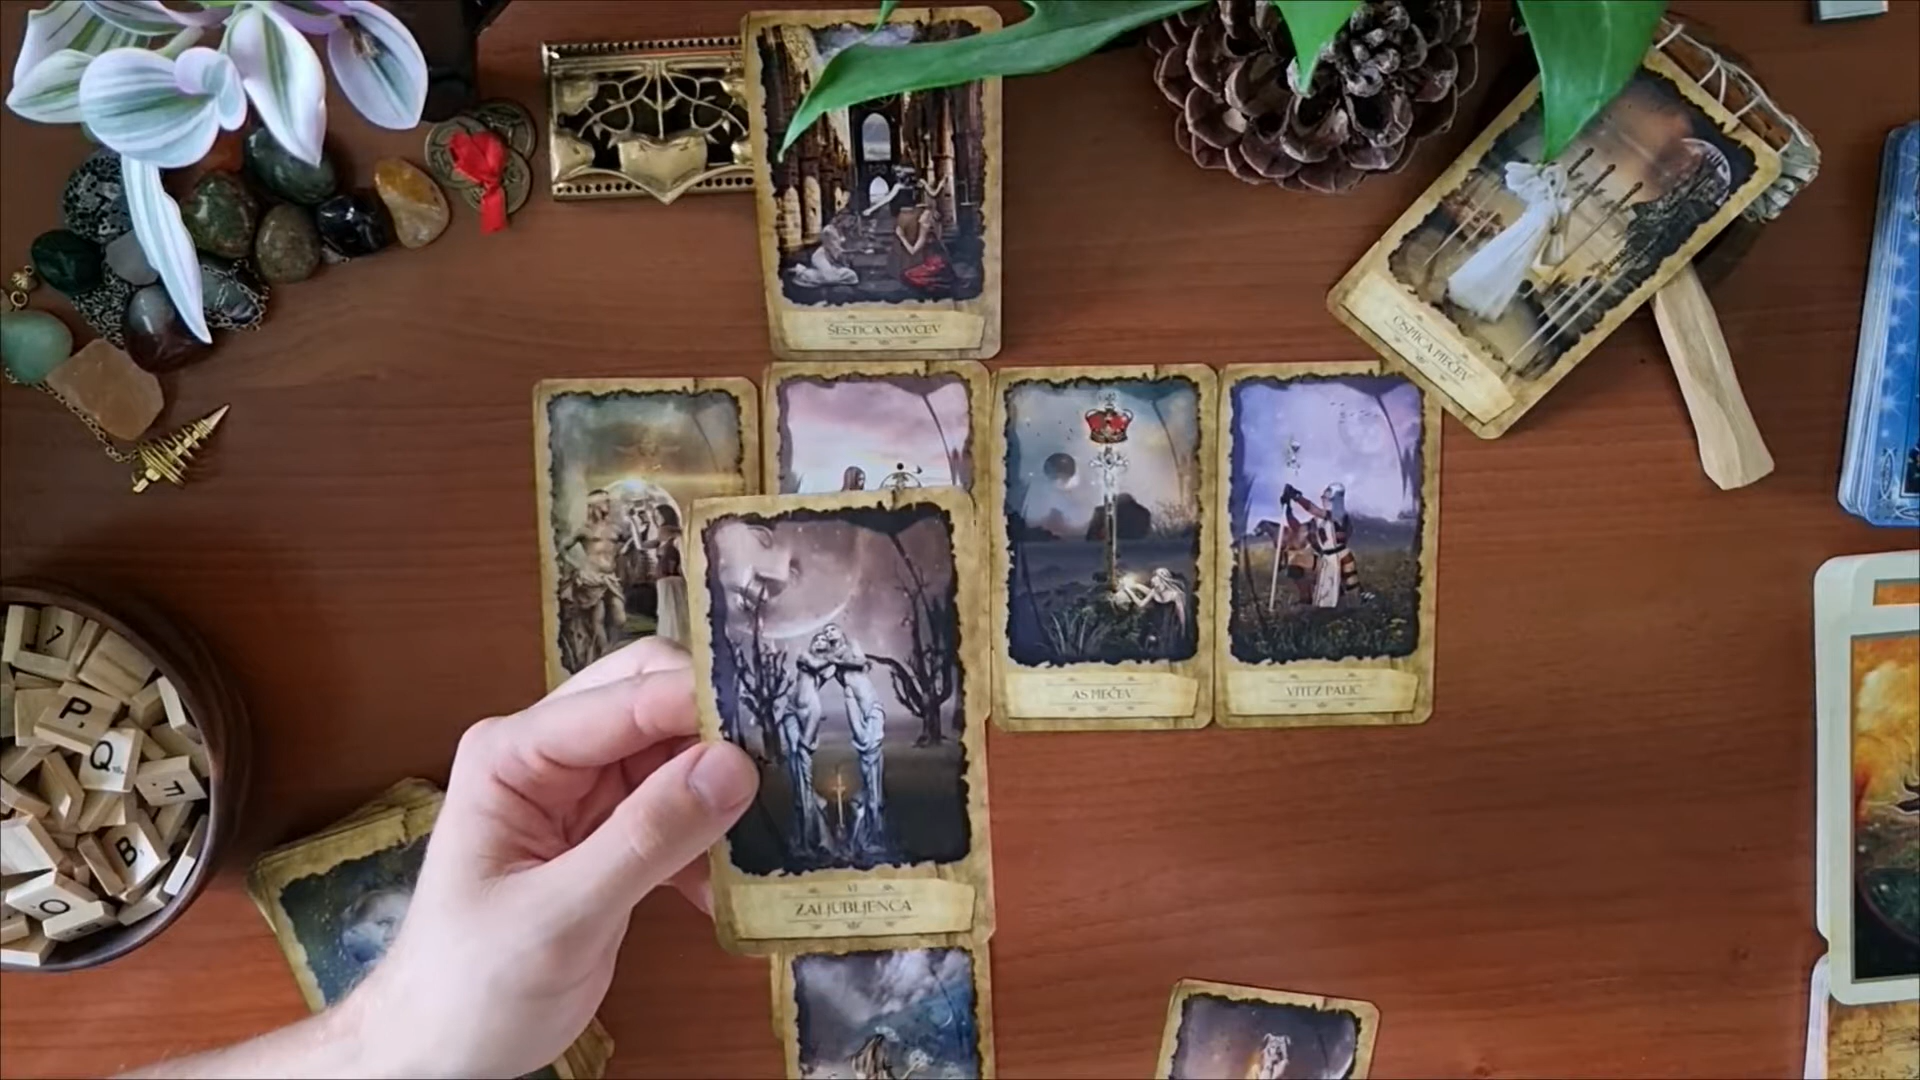 ŠESTICA NOVCEV
OSMICA MEČEV
AS MEČEV
VITEZ PALIC
VI
ZALJUBLJENCA
P
Q
B
O